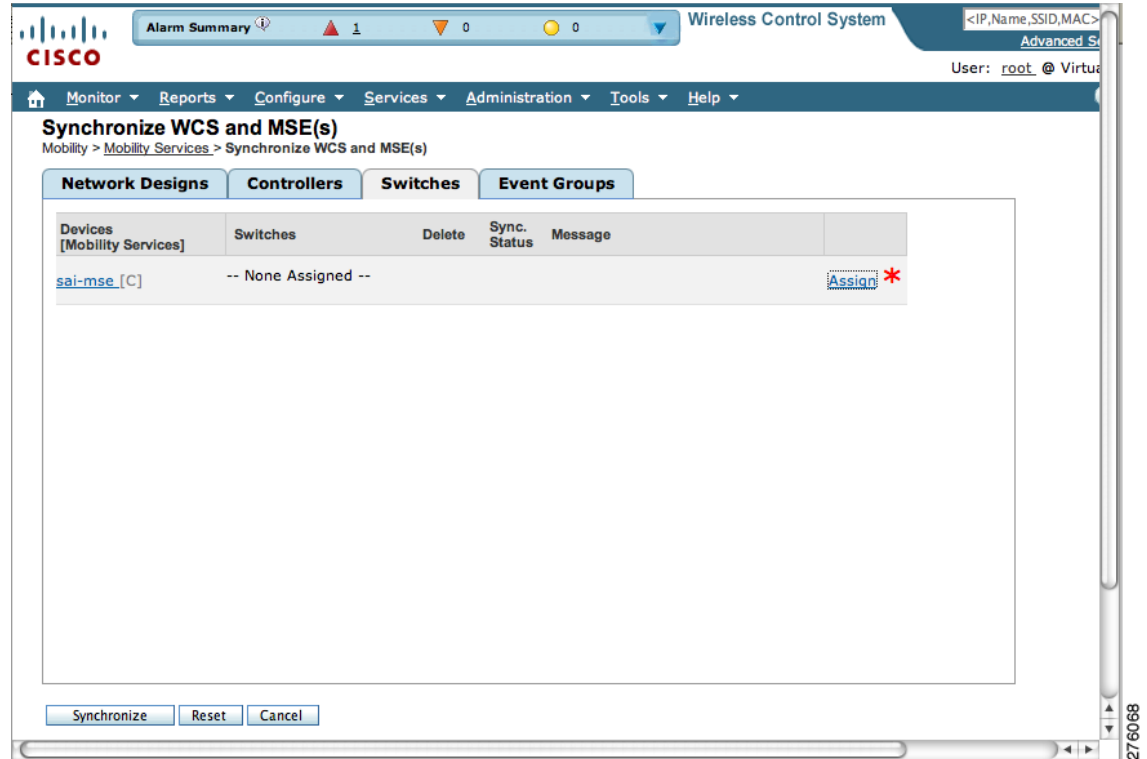 Alarm Summary 1 0 0
Wireless Control System
<IP,Name,SSID,MAC>
Advanced Se
CISCO
User: root @ Virtua
Monitor Reports Configure Services Administration Tools Help
Synchronize WCS and MSE(s)
Mobility > Mobility Services > Synchronize WCS and MSE(s)
Network Designs Controllers Switches Event Groups
Devices [Mobility Services] Switches Delete Sync. Status Message
sai-mse [C] -- None Assigned -- Assign *
Synchronize Reset Cancel
276068